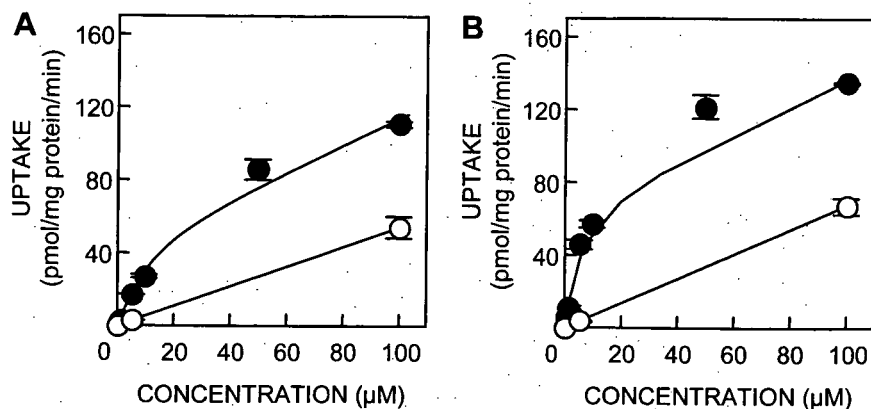 A
160
120
80
40
0
0
20
40
60
80
100
UPTAKE
(pmol/mg protein/min)
CONCENTRATION (µM)
B
160
120
80
40
0
0
20
40
60
80
100
UPTAKE
(pmol/mg protein/min)
CONCENTRATION (µM)